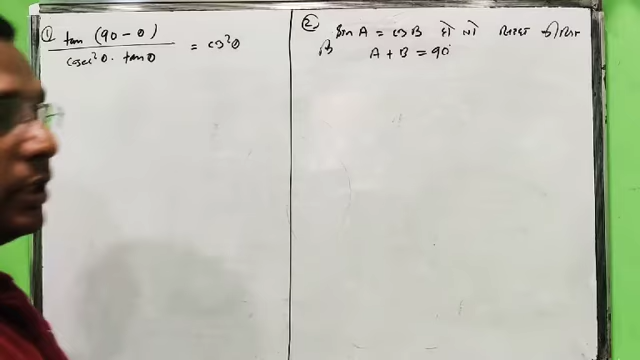 ① tan (90 - θ) / cosec²θ . tanθ = cos²θ
② sin A = cos B हो तो सिद्ध कीजिए
कि A + B = 90°